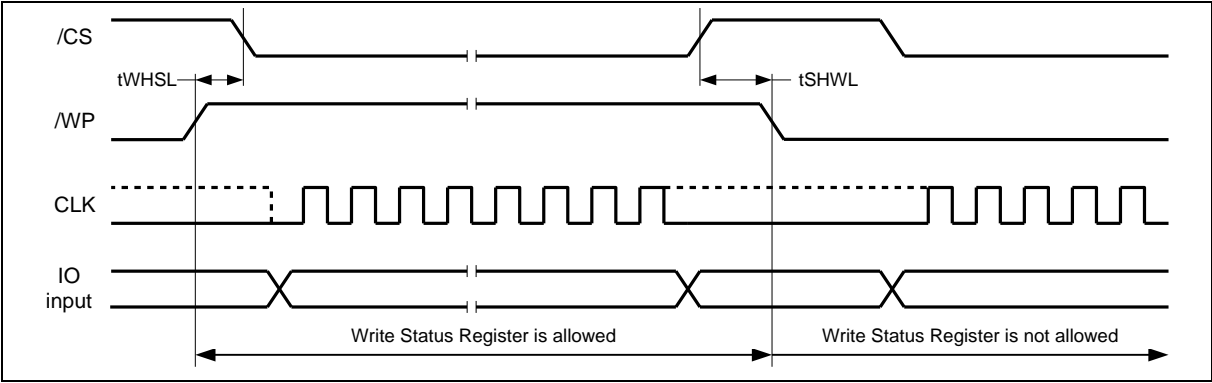 /CS
tWHSL
tSHWL
/WP
CLK
IO
input
Write Status Register is allowed
Write Status Register is not allowed